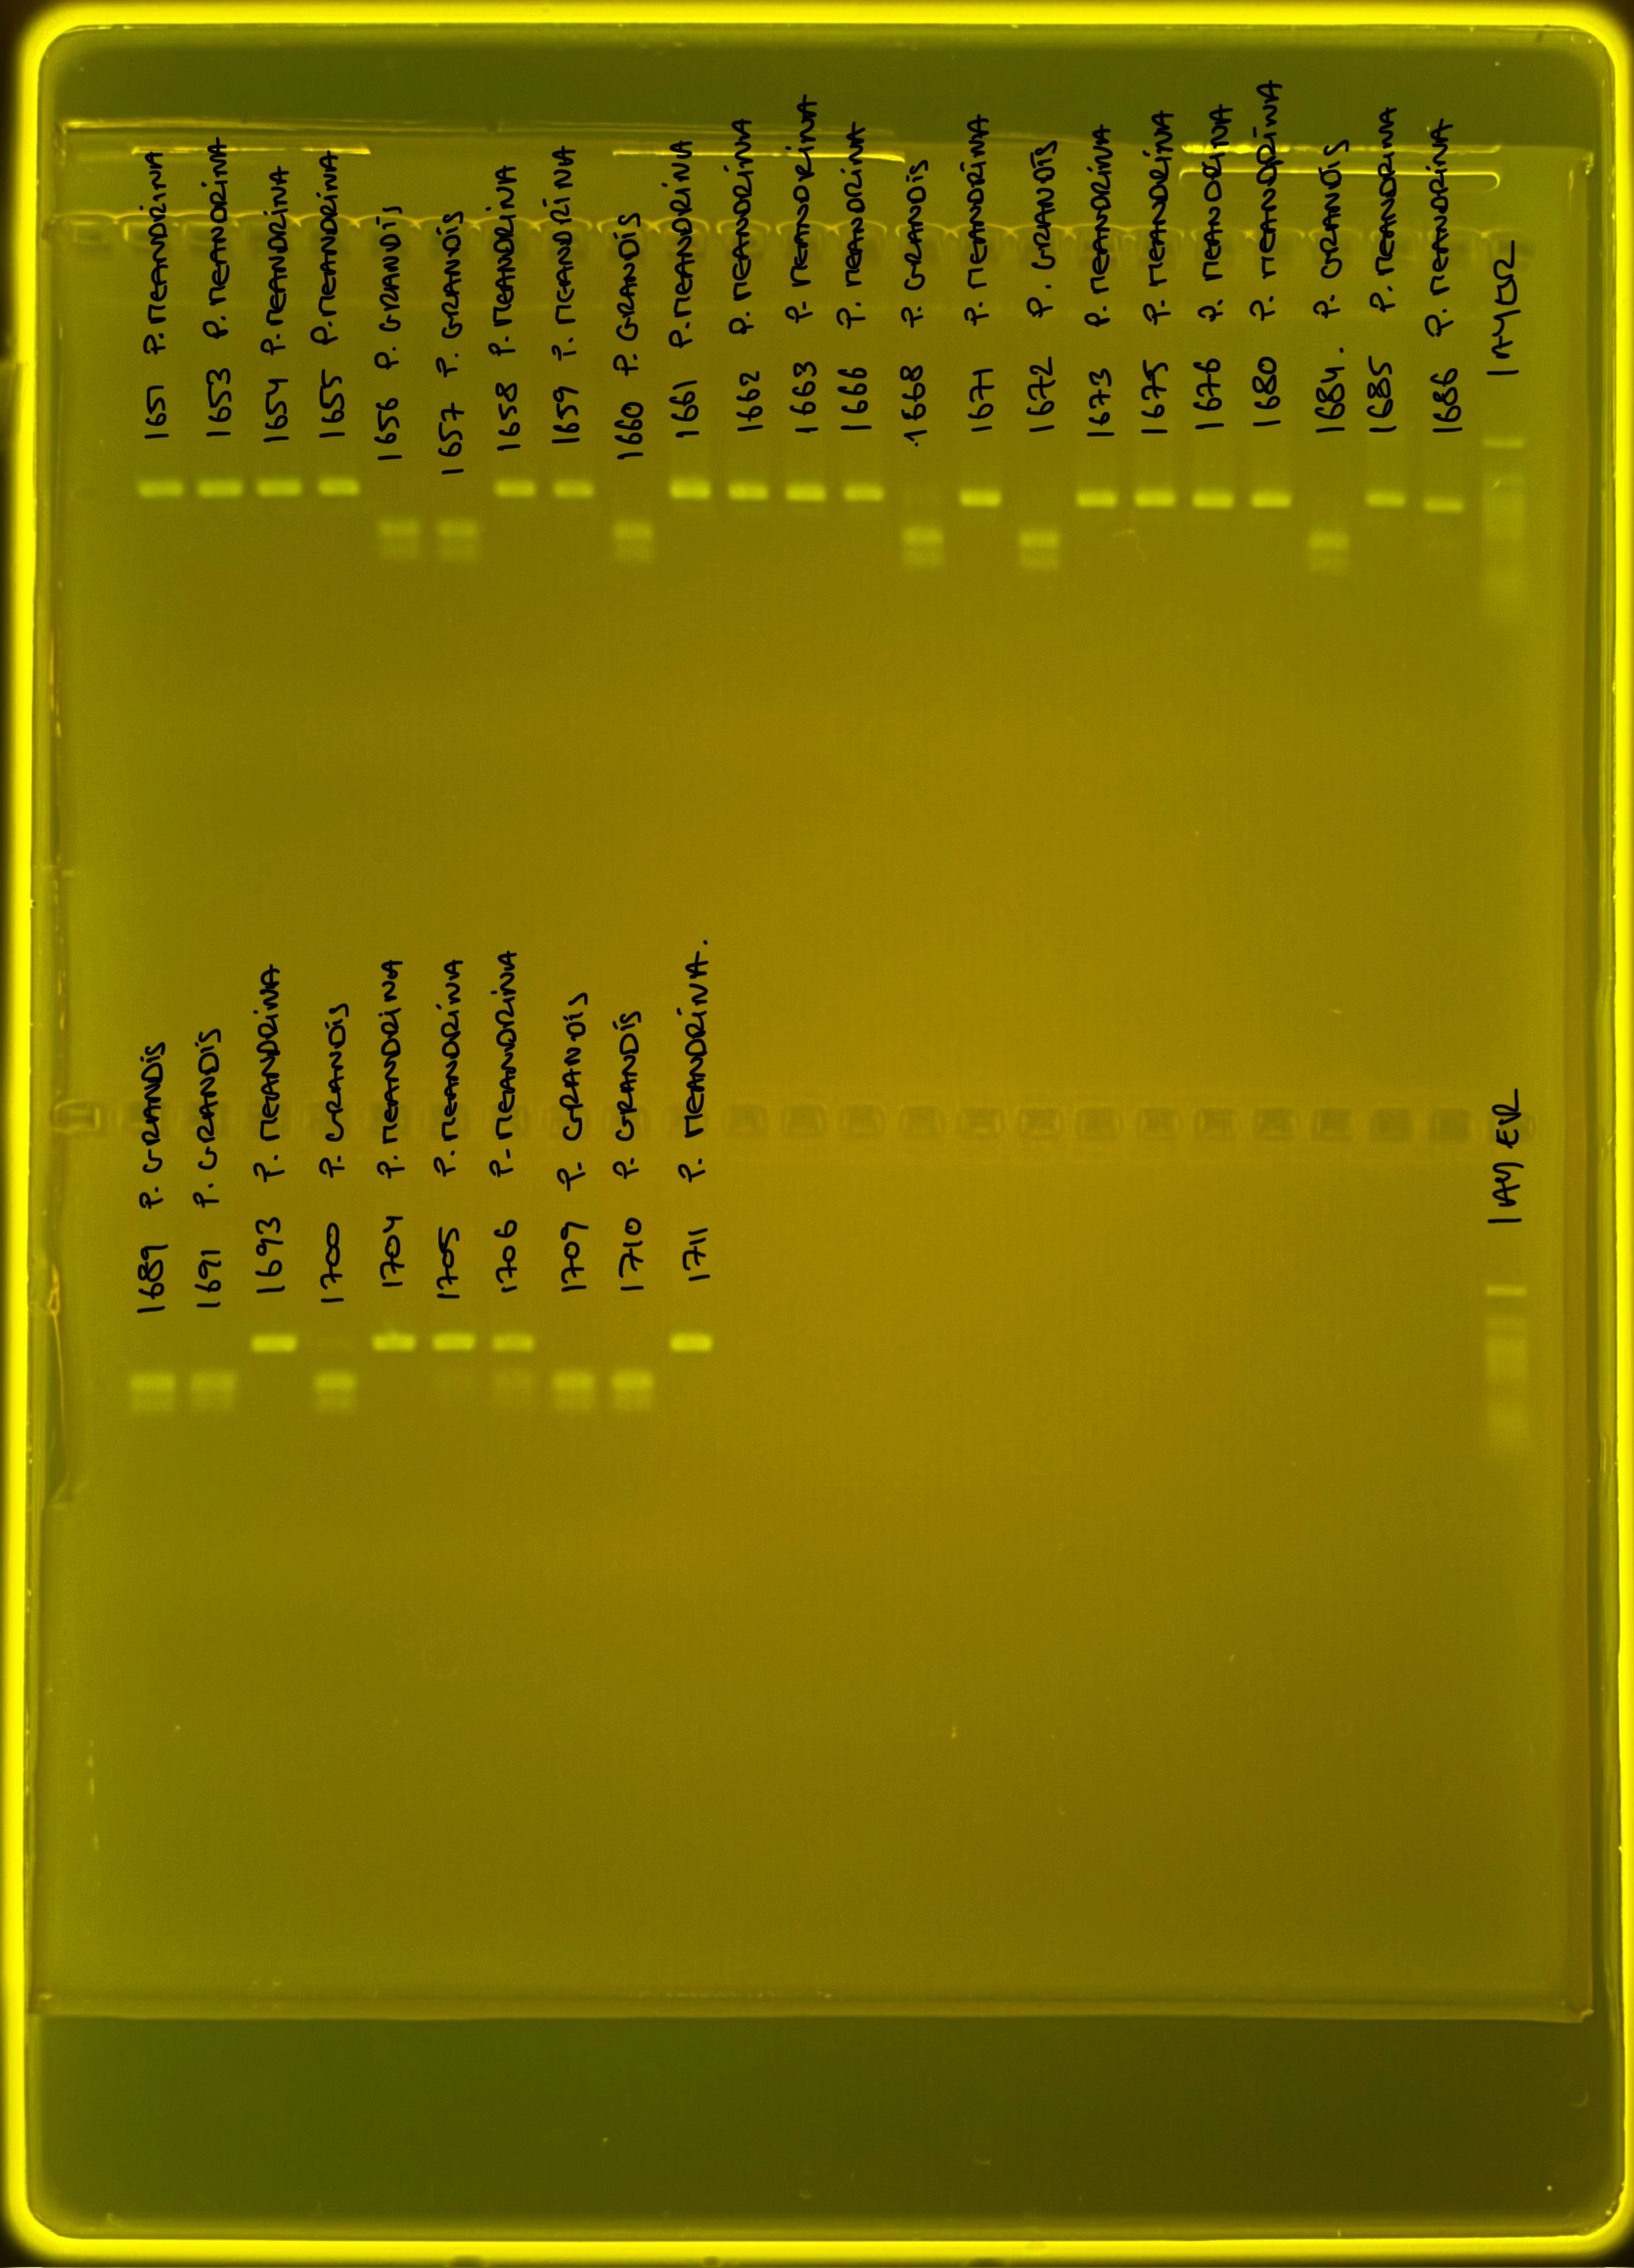 1651 P. MEANDRINA
1653 P. MEANDRINA
1654 P. MEANDRINA
1655 P. MEANDRINA
1656 P. GRANDIS
1657 P. GRANDIS
1658 P. MEANDRINA
1659 P. MEANDRINA
1660 P. GRANDIS
1661 P. MEANDRINA
1662 P. MEANDRINA
1663 P. MEANDRINA
1666 P. MEANDRINA
1668 P. GRANDIS
1671 P. MEANDRINA
1672 P. GRANDIS
1673 P. MEANDRINA
1675 P. MEANDRINA
1676 P. MEANDRINA
1680 P. MEANDRINA
1684. P. GRANDIS
1685 P. MEANDRINA
1686 P. MEANDRINA
1689 P. GRANDIS
1691 P. GRANDIS
1693 P. MEANDRINA
1700 P. GRANDIS
1704 P. MEANDRINA
1705 P. MEANDRINA
1706 P. MEANDRINA
1709 P. GRANDIS
1710 P. GRANDIS
1711 P. MEANDRINA.
lAyER